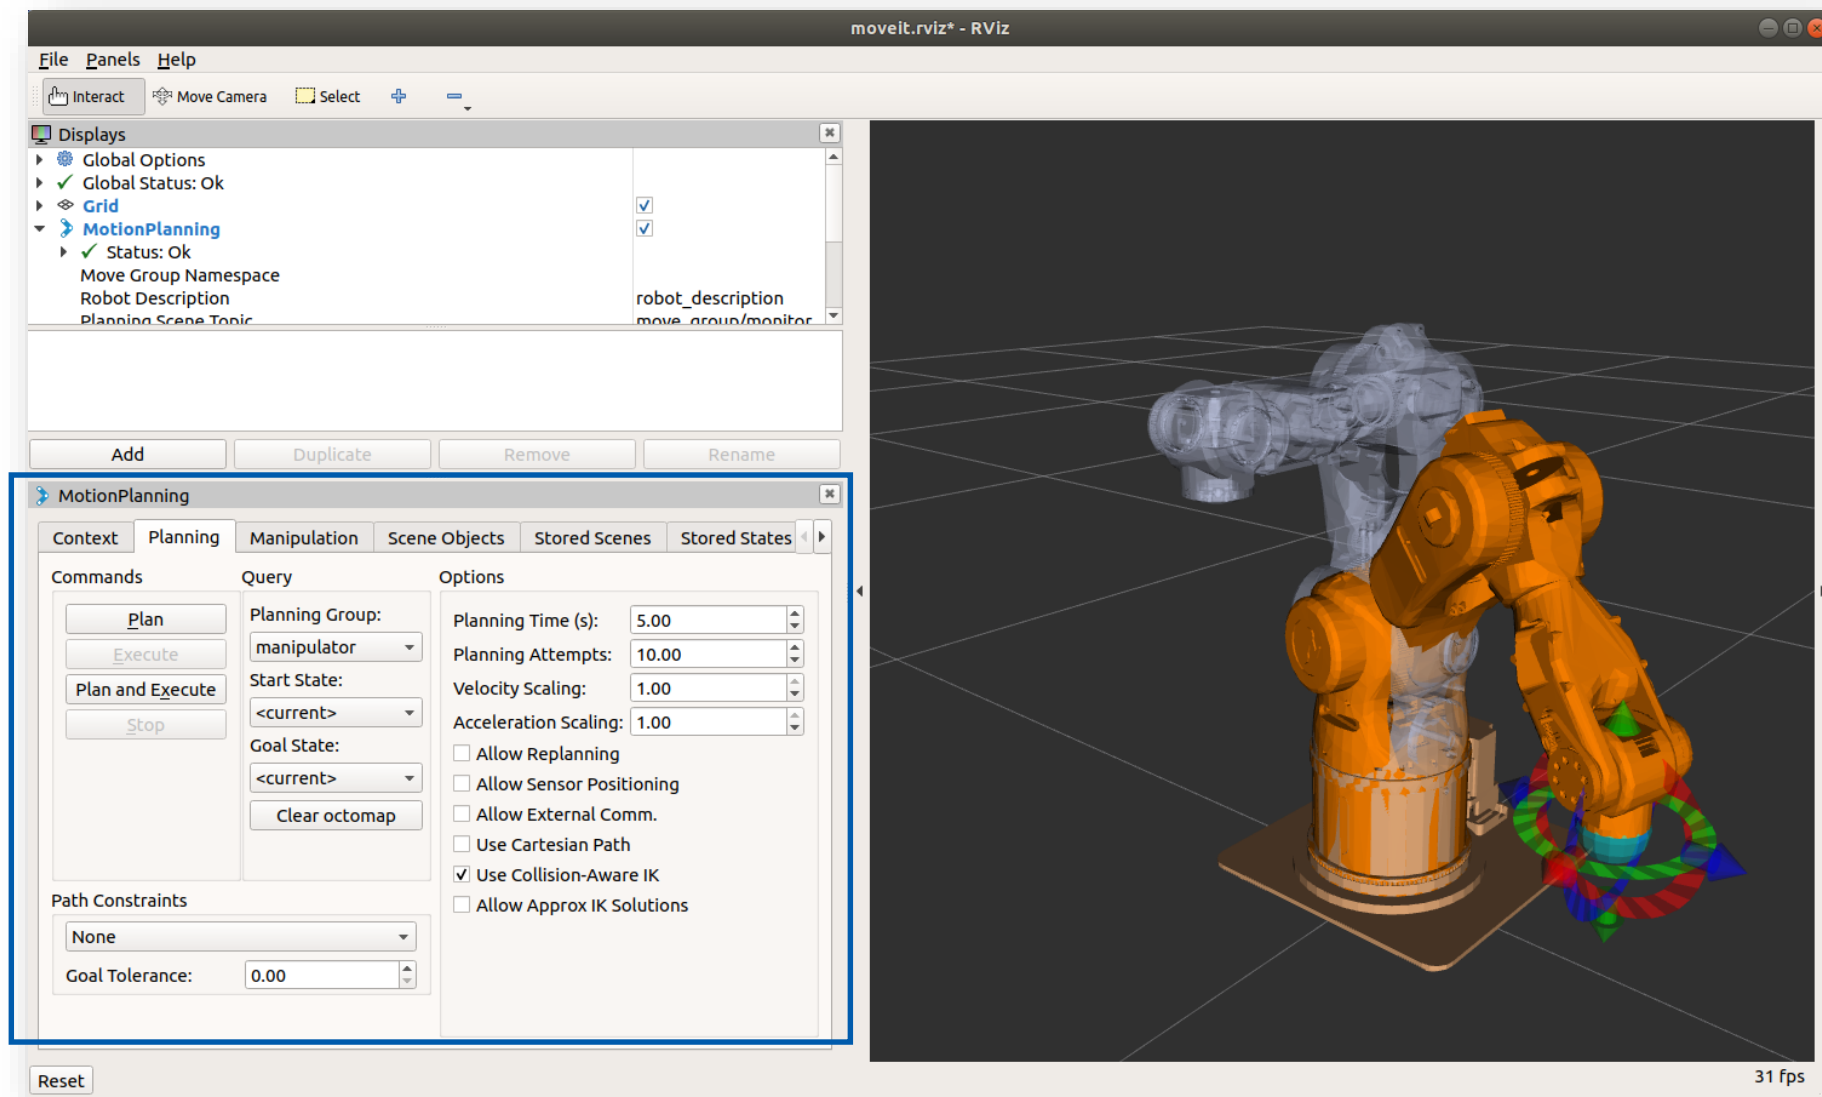 moveit.rviz* - RViz
File Panels Help
Interact Move Camera Select
Displays
Global Options
Global Status: Ok
Grid
MotionPlanning
Status: Ok
Move Group Namespace
Robot Description robot_description
Planning Scene Topic move_group/monitor
Add Duplicate Remove Rename
MotionPlanning
Context Planning Manipulation Scene Objects Stored Scenes Stored States
Commands Query Options
Plan
Execute
Plan and Execute
Stop
Planning Group:
manipulator
Start State:
<current>
Goal State:
<current>
Clear octomap
Planning Time (s): 5.00
Planning Attempts: 10.00
Velocity Scaling: 1.00
Acceleration Scaling: 1.00
Allow Replanning
Allow Sensor Positioning
Allow External Comm.
Use Cartesian Path
Use Collision-Aware IK
Allow Approx IK Solutions
Path Constraints
None
Goal Tolerance: 0.00
Reset
31 fps